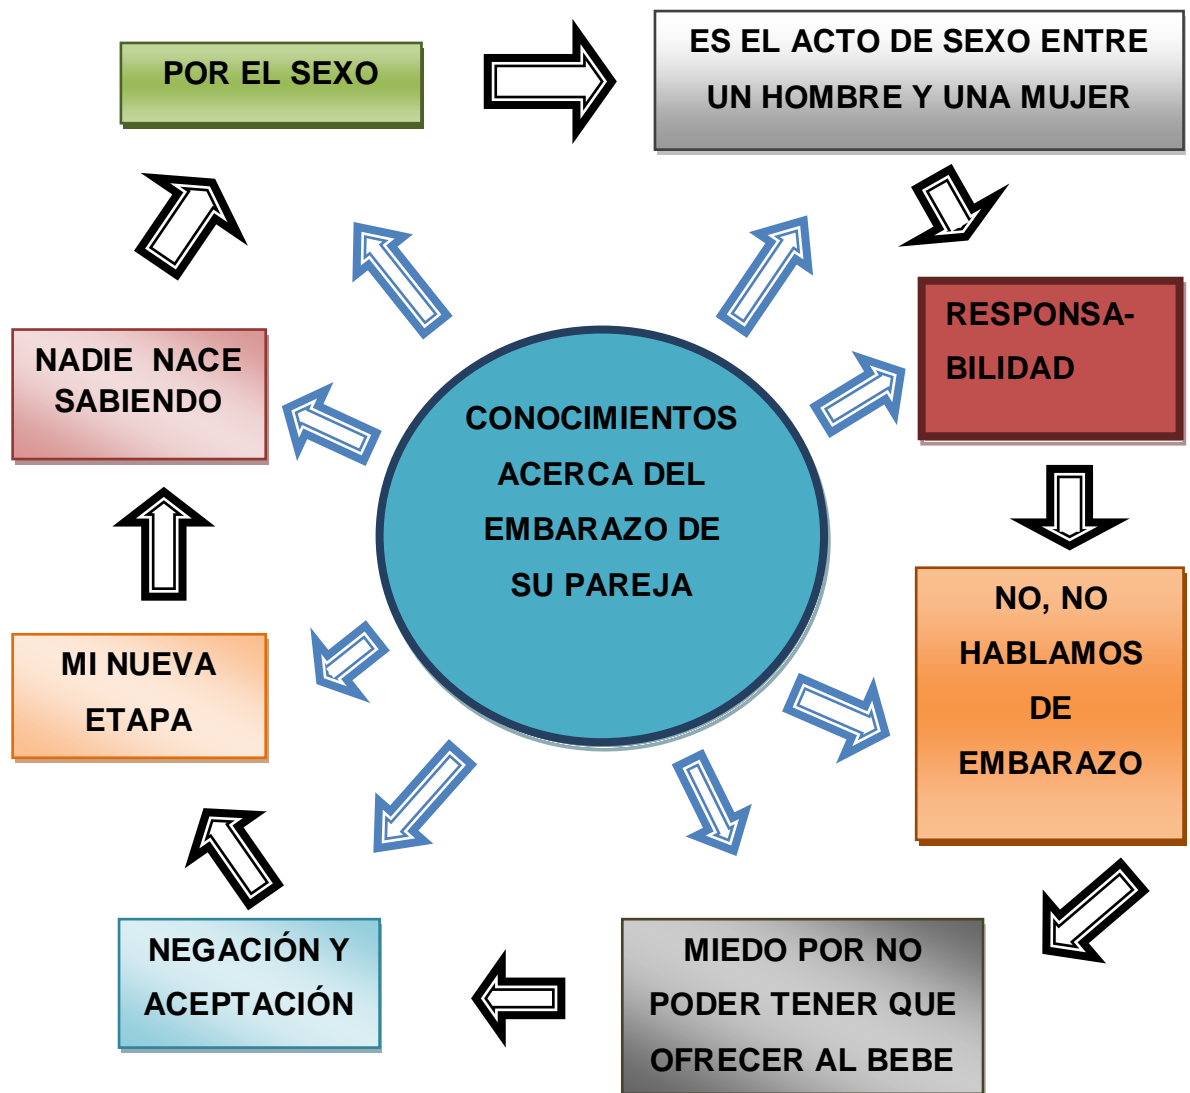 POR EL SEXO
ES EL ACTO DE SEXO ENTRE
UN HOMBRE Y UNA MUJER
RESPONSA-
BILIDAD
NADIE NACE
SABIENDO
CONOCIMIENTOS
ACERCA DEL
EMBARAZO DE
SU PAREJA
NO, NO
HABLAMOS
DE
EMBARAZO
MI NUEVA
ETAPA
NEGACIÓN Y
ACEPTACIÓN
MIEDO POR NO
PODER TENER QUE
OFRECER AL BEBE